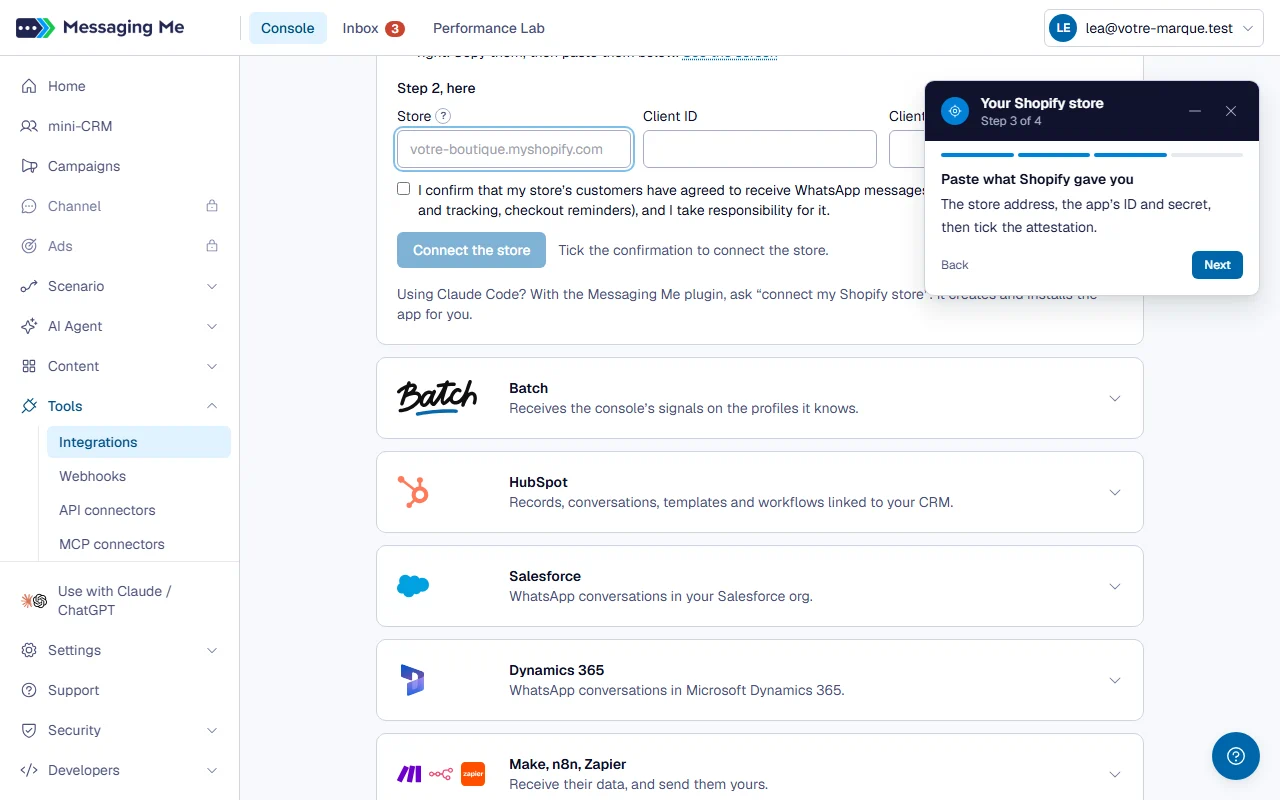 Messaging Me
Console
Inbox 3
Performance Lab
LE lea@votre-marque.test
Home
mini-CRM
Campaigns
Channel
Ads
Scenario
AI Agent
Content
Tools
Integrations
Webhooks
API connectors
MCP connectors
Use with Claude /
ChatGPT
Settings
Support
Security
Developers
Step 2, here
Store ?
Client ID
Client
votre-boutique.myshopify.com
I confirm that my store's customers have agreed to receive WhatsApp messages
and tracking, checkout reminders), and I take responsibility for it.
Connect the store
Tick the confirmation to connect the store.
Using Claude Code? With the Messaging Me plugin, ask “connect my Shopify store”. It creates and installs the
app for you.
Your Shopify store
Step 3 of 4
Paste what Shopify gave you
The store address, the app's ID and secret,
then tick the attestation.
Back
Next
Batch
Batch
Receives the console's signals on the profiles it knows.
HubSpot
Records, conversations, templates and workflows linked to your CRM.
Salesforce
WhatsApp conversations in your Salesforce org.
Dynamics 365
WhatsApp conversations in Microsoft Dynamics 365.
zapier
Make, n8n, Zapier
Receive their data, and send them yours.